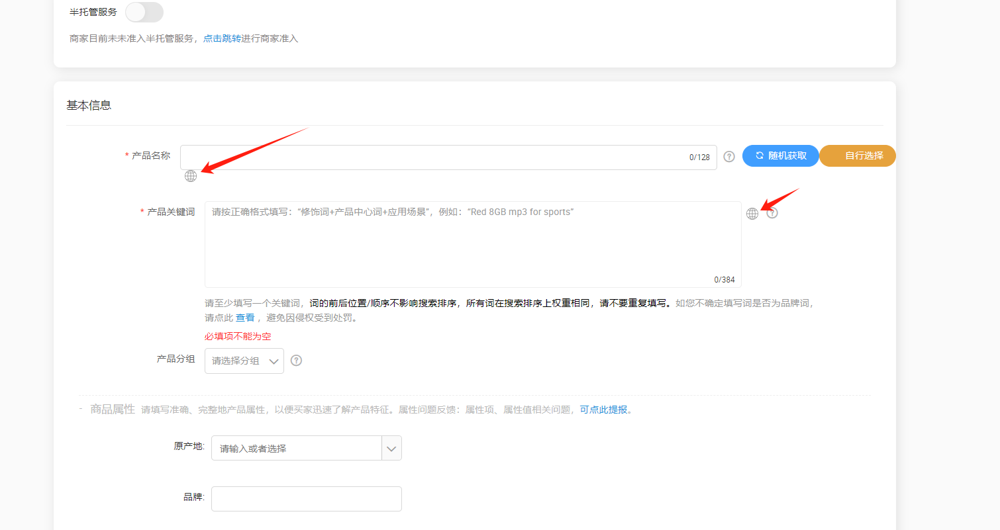 半托管服务
商家目前未未准入半托管服务，点击跳转进行商家准入
基本信息
* 产品名称
0/128
随机获取
自行选择
* 产品关键词
请按正确格式填写：“修饰词+产品中心词+应用场景”，例如：“Red 8GB mp3 for sports”
0/384
请至少填写一个关键词，词的前后位置/顺序不影响搜索排序，所有词在搜索排序上权重相同，请不要重复填写。如您不确定填写词是否为品牌词，
请点此 查看 ，避免因侵权受到处罚。
必填项不能为空
产品分组
请选择分组
- 商品属性 请填写准确、完整地产品属性，以便买家迅速了解产品特征。属性问题反馈：属性项、属性值相关问题，可点此提报。
原产地:
请输入或者选择
品牌: